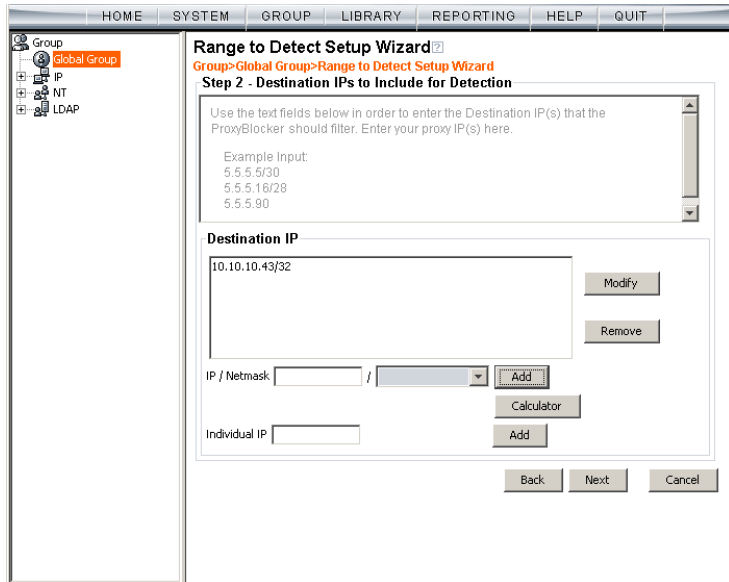 HOME SYSTEM GROUP LIBRARY REPORTING HELP QUIT
Group
Global Group
IP
NT
LDAP
Range to Detect Setup Wizard ?
Group>Global Group>Range to Detect Setup Wizard
Step 2 - Destination IPs to Include for Detection
Use the text fields below in order to enter the Destination IP(s) that the
ProxyBlocker should filter. Enter your proxy IP(s) here.
Example Input:
5.5.5.5/30
5.5.5.16/28
5.5.5.90
Destination IP
10.10.10.43/32
Modify
Remove
IP / Netmask / Add
Calculator
Individual IP Add
Back Next Cancel